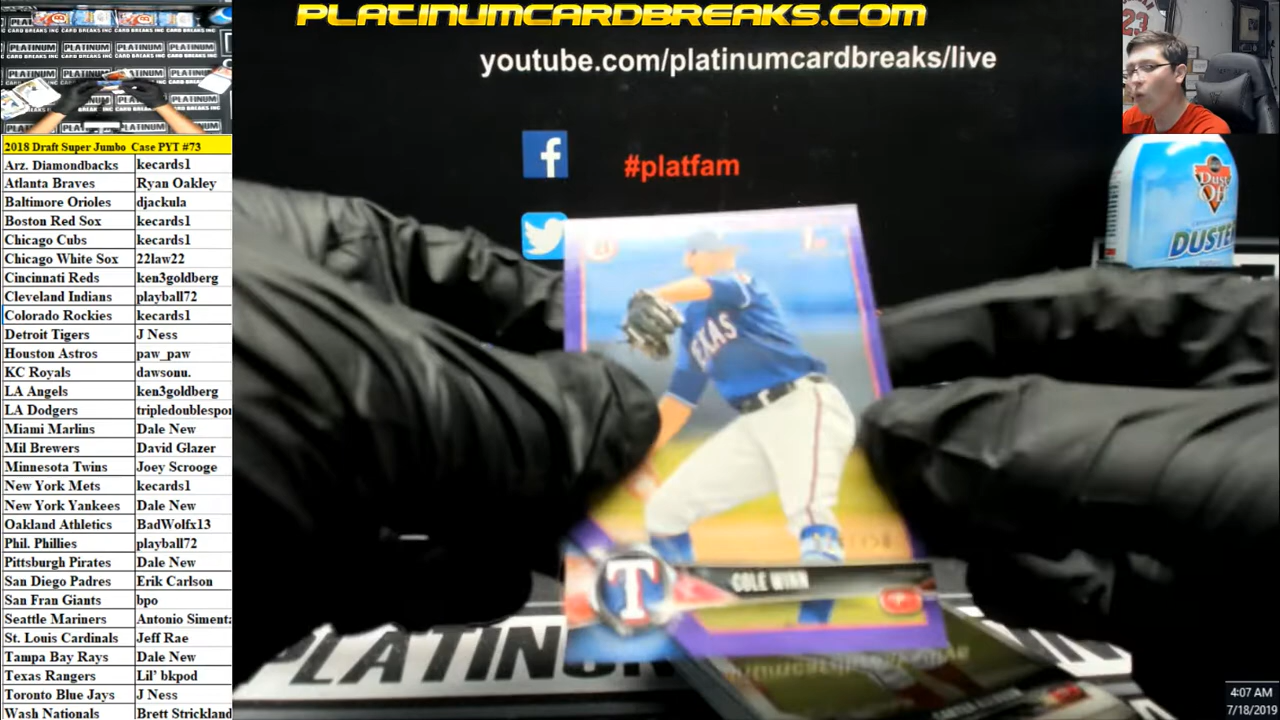 PLATINUMCARDBREAKS.COM
youtube.com/platinumcardbreaks/live
#platfam
2018 Draft Super Jumbo Case PYT #73
Arz. Diamondbacks kecards1
Atlanta Braves Ryan Oakley
Baltimore Orioles djackula
Boston Red Sox kecards1
Chicago Cubs kecards1
Chicago White Sox 22law22
Cincinnati Reds ken3goldberg
Cleveland Indians playball72
Colorado Rockies kecards1
Detroit Tigers J Ness
Houston Astros paw_paw
KC Royals dawsonu.
LA Angels ken3goldberg
LA Dodgers tripledoublespor
Miami Marlins Dale New
Mil Brewers David Glazer
Minnesota Twins Joey Scrooge
New York Mets kecards1
New York Yankees Dale New
Oakland Athletics BadWolfx13
Phil. Phillies playball72
Pittsburgh Pirates Dale New
San Diego Padres Erik Carlson
San Fran Giants bpo
Seattle Mariners Antonio Simenta
St. Louis Cardinals Jeff Rae
Tampa Bay Rays Dale New
Texas Rangers Lil' bkpod
Toronto Blue Jays J Ness
Wash Nationals Brett Strickland
23
Dust Off
DUSTER
TEXAS
T
COLE WINN
PLATINUM
4:07 AM
7/18/2019